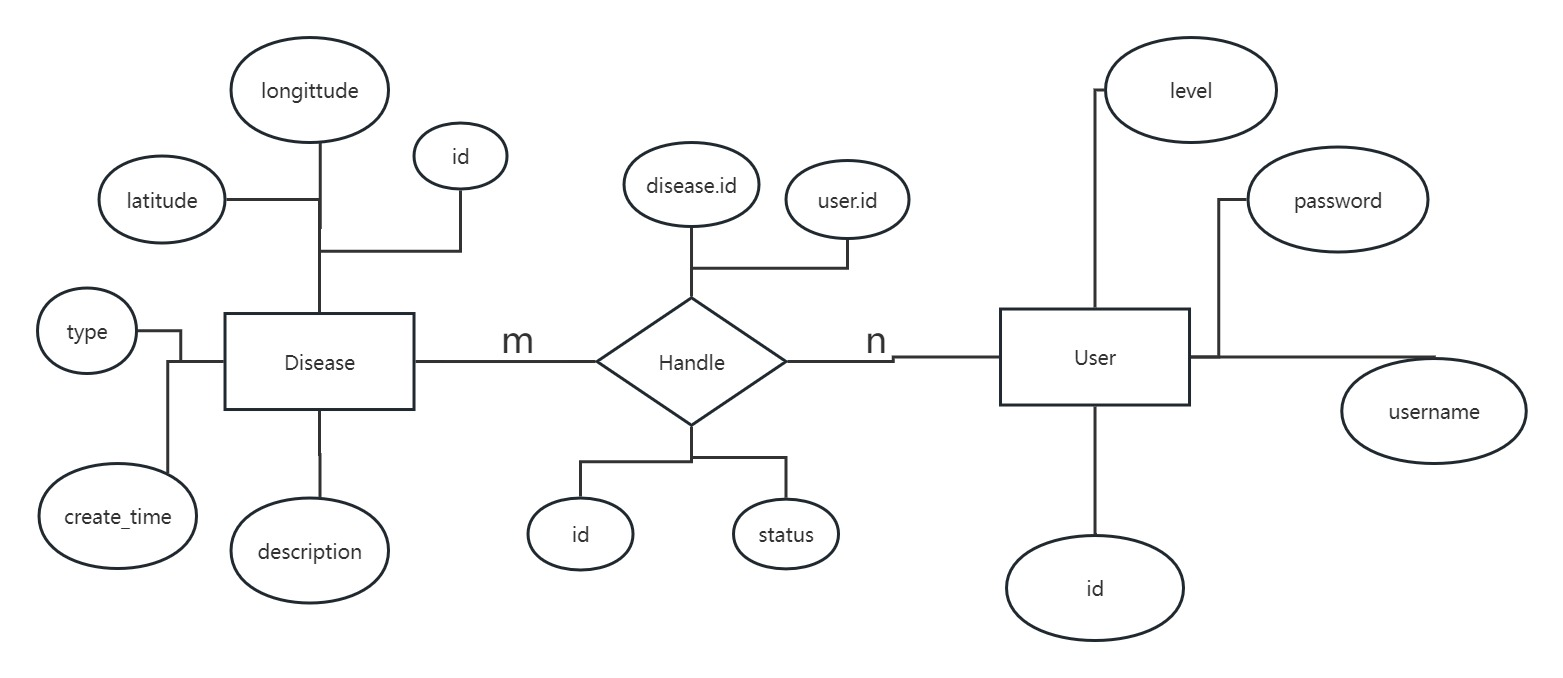 longittude
level
id
disease.id
latitude
user.id
password
type
m
n
Disease
Handle
User
username
create_time
description
id
status
id